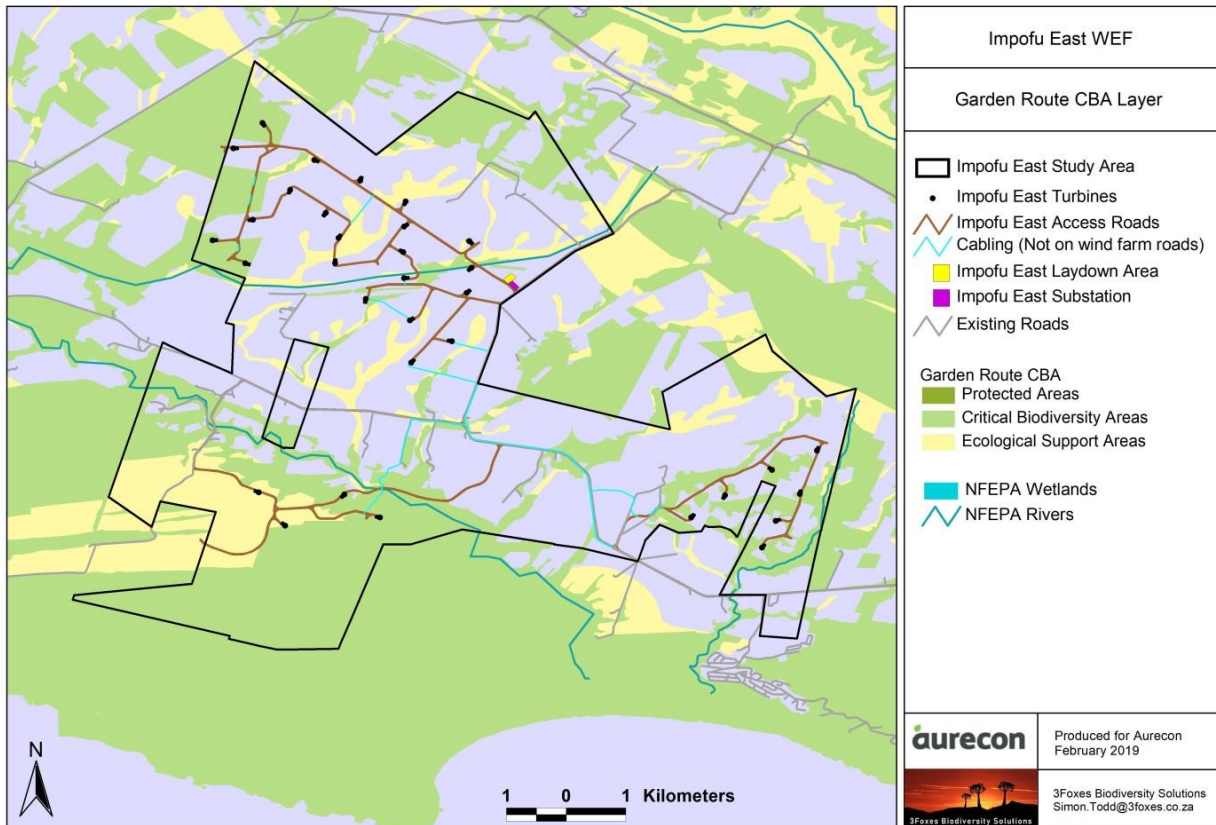 Impofu East WEF
Garden Route CBA Layer
Impofu East Study Area
Impofu East Turbines
Impofu East Access Roads
Cabling (Not on wind farm roads)
Impofu East Laydown Area
Impofu East Substation
Existing Roads
Garden Route CBA
Protected Areas
Critical Biodiversity Areas
Ecological Support Areas
NFEPA Wetlands
NFEPA Rivers
N
1 0 1 Kilometers
aurecon
Produced for Aurecon
February 2019
3Foxes Biodiversity Solutions
3Foxes Biodiversity Solutions
Simon.Todd@3foxes.co.za